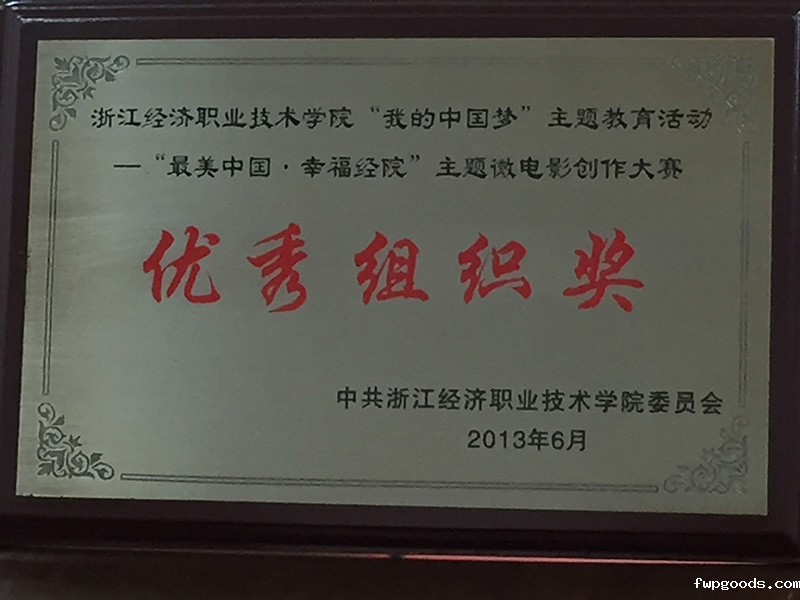 浙江经济职业技术学院“我的中国梦”主题教育活动
—“最美中国·幸福经院”主题微电影创作大赛
优秀组织奖
中共浙江经济职业技术学院委员会
2013年6月
fwpgoods.com